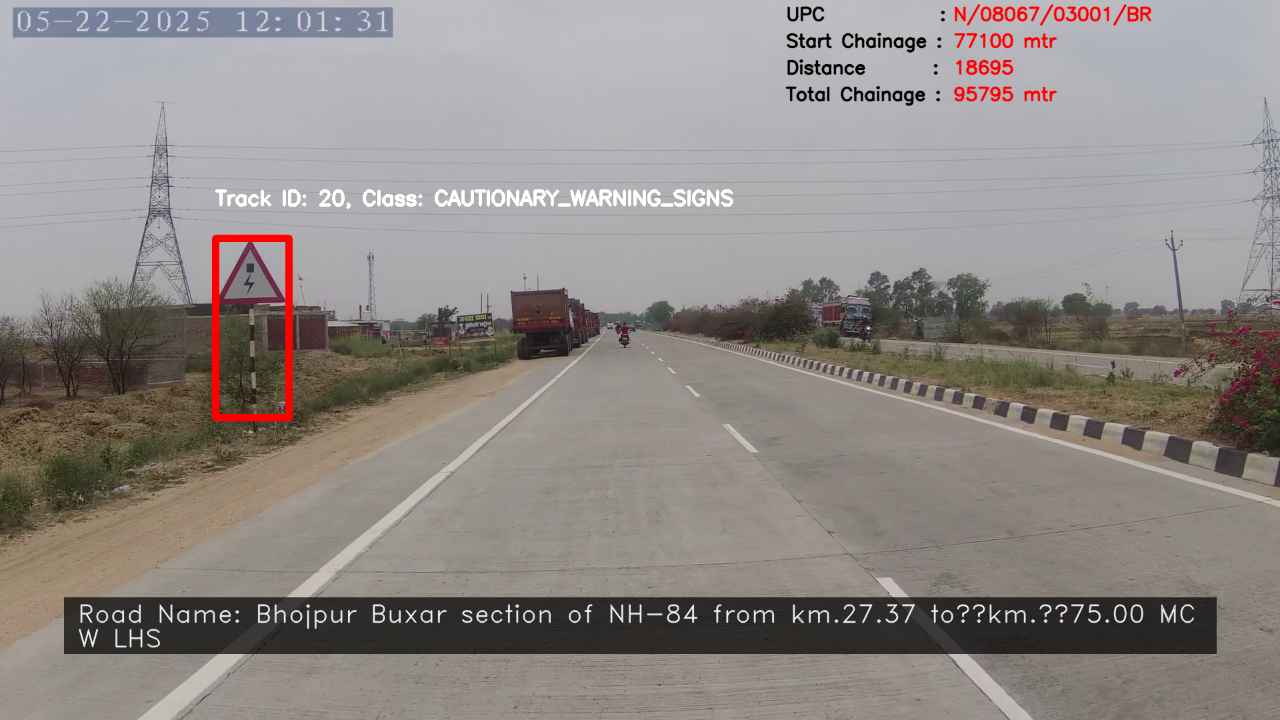 05-22-2025 12:01:31
UPC : N/08067/03001/BR
Start Chainage : 77100 mtr
Distance : 18695
Total Chainage : 95795 mtr
Track ID: 20, Class: CAUTIONARY_WARNING_SIGNS
Road Name: Bhojpur Buxar section of NH-84 from km.27.37 to??km.??75.00 MC
W LHS